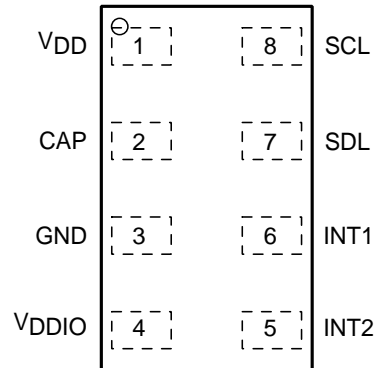 VDD 1 8 SCL
CAP 2 7 SDL
GND 3 6 INT1
VDDIO 4 5 INT2